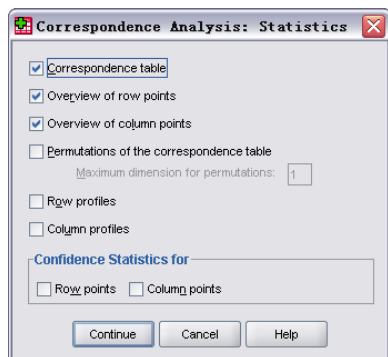 Correspondence Analysis: Statistics
Correspondence table
Overview of row points
Overview of column points
Permutations of the correspondence table
Maximum dimension for permutations: 1
Row profiles
Column profiles
Confidence Statistics for
Row points Column points
Continue Cancel Help